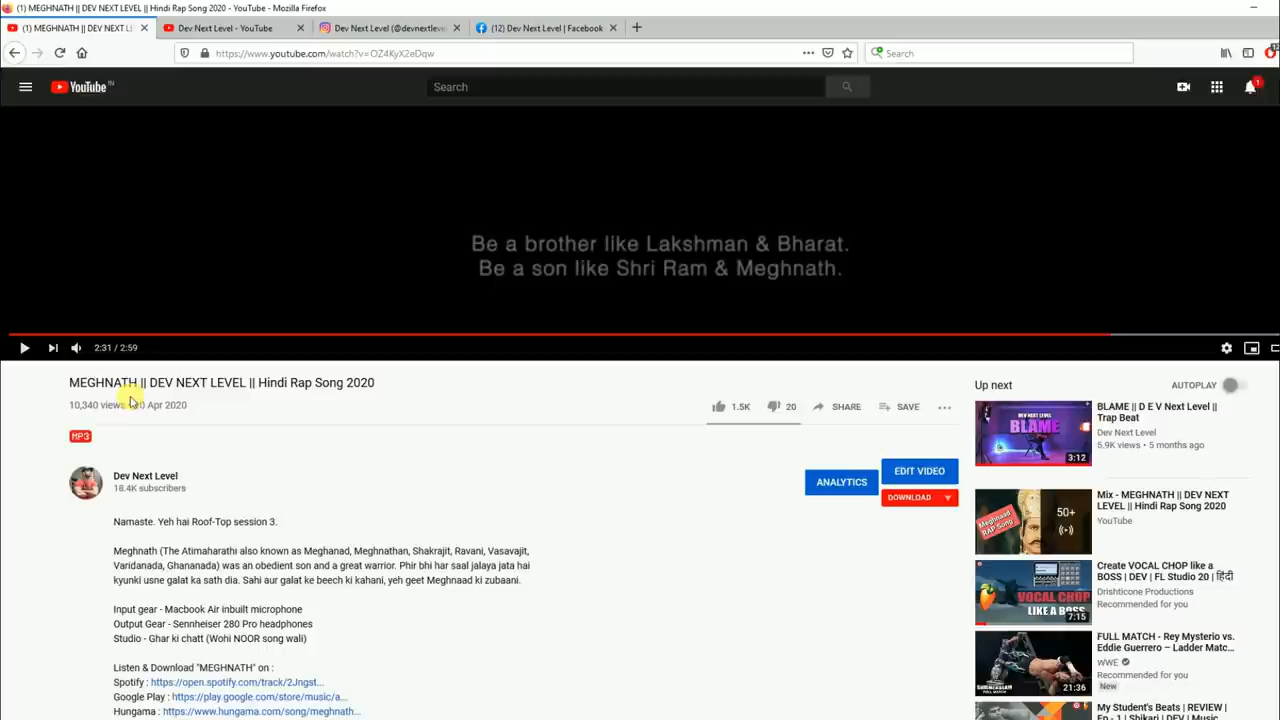 (1) MEGHNATH || DEV NEXT LEVEL || Hindi Rap Song 2020 - YouTube - Mozilla Firefox
(1) MEGHNATH || DEV NEXT L
Dev Next Level - YouTube
Dev Next Level (@devnextleve
(12) Dev Next Level | Facebook
https://www.youtube.com/watch?v=OZ4KyX2eDqw
Search
YouTube IN
Search
1
Be a brother like Lakshman & Bharat.
Be a son like Shri Ram & Meghnath.
2:31 / 2:59
MEGHNATH || DEV NEXT LEVEL || Hindi Rap Song 2020
10,340 views
Apr 2020
1.5K
20
SHARE
SAVE
MP3
Dev Next Level
18.4K subscribers
ANALYTICS
EDIT VIDEO
DOWNLOAD
Namaste. Yeh hai Roof-Top session 3.
Meghnath (The Atimaharathi also known as Meghanad, Meghnathan, Shakrajit, Ravani, Vasavajit,
Varidanada, Ghananada) was an obedient son and a great warrior. Phir bhi har saal jalaya jata hai
kyunki usne galat ka sath dia. Sahi aur galat ke beech ki kahani, yeh geet Meghnaad ki zubaani.
Input gear - Macbook Air inbuilt microphone
Output Gear - Sennheiser 280 Pro headphones
Studio - Ghar ki chatt (Wohi NOOR song wali)
Listen & Download "MEGHNATH" on :
Spotify : https://open.spotify.com/track/2Jngst...
Google Play : https://play.google.com/store/music/a...
Hungama : https://www.hungama.com/song/meghnath...
Up next
AUTOPLAY
BLAME
3:12
BLAME || D E V Next Level ||
Trap Beat
Dev Next Level
5.9K views • 5 months ago
Meghnaad
RAP Song
50+
Mix - MEGHNATH || DEV NEXT
LEVEL || Hindi Rap Song 2020
YouTube
VOCAL CHOP
LIKE A BOSS
7:15
Create VOCAL CHOP like a
BOSS | DEV | FL Studio 20 | हिंदी
Drishticone Productions
Recommended for you
SUMMERSLAM
21:36
FULL MATCH - Rey Mysterio vs.
Eddie Guerrero – Ladder Matc...
WWE
Recommended for you
New
My Student's Beats | REVIEW |
Ep - 1 | Shikari | DEV | Music